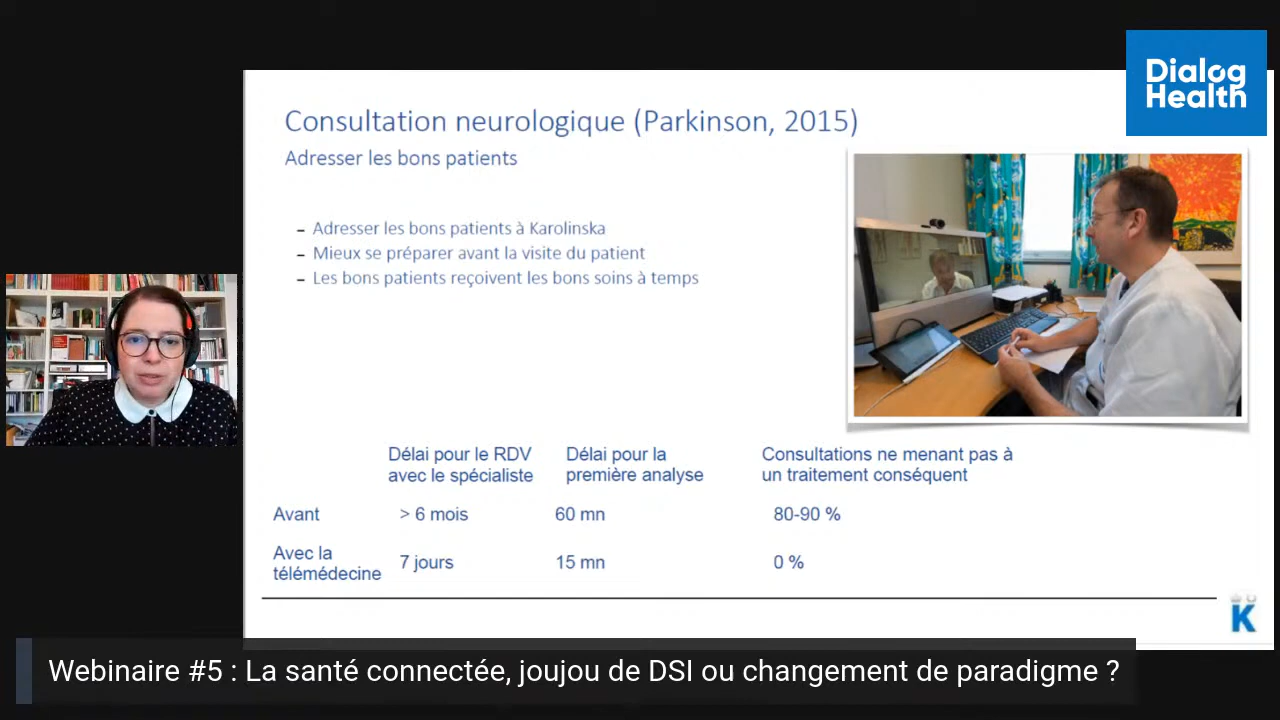 Dialog
Health
Consultation neurologique (Parkinson, 2015)
Adresser les bons patients
– Adresser les bons patients à Karolinska
– Mieux se préparer avant la visite du patient
– Les bons patients reçoivent les bons soins à temps
Délai pour le RDV avec le spécialiste
Délai pour la première analyse
Consultations ne menant pas à un traitement conséquent
Avant > 6 mois 60 mn 80-90 %
Avec la télémédecine 7 jours 15 mn 0 %
K
Webinaire #5 : La santé connectée, joujou de DSI ou changement de paradigme ?